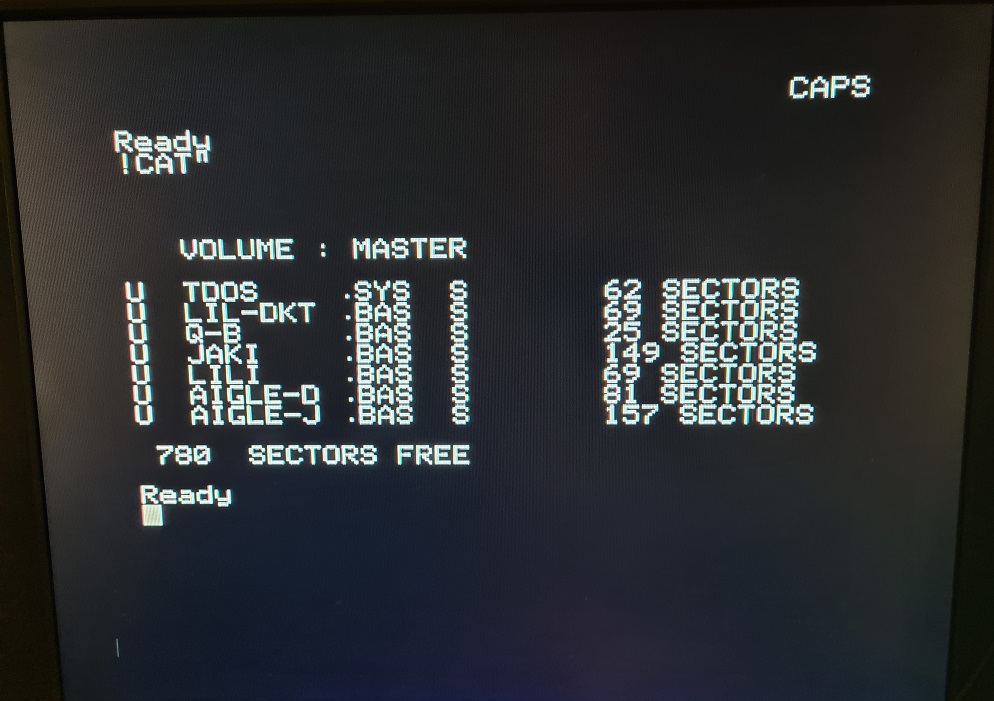 CAPS
Ready
!CAT"
VOLUME : MASTER
U TDOS .SYS S 62 SECTORS
U LIL-DKT .BAS S 69 SECTORS
U Q-B .BAS S 25 SECTORS
U JAKI .BAS S 149 SECTORS
U LILI .BAS S 69 SECTORS
U AIGLE-D .BAS S 81 SECTORS
U AIGLE-J .BAS S 157 SECTORS
780 SECTORS FREE
Ready